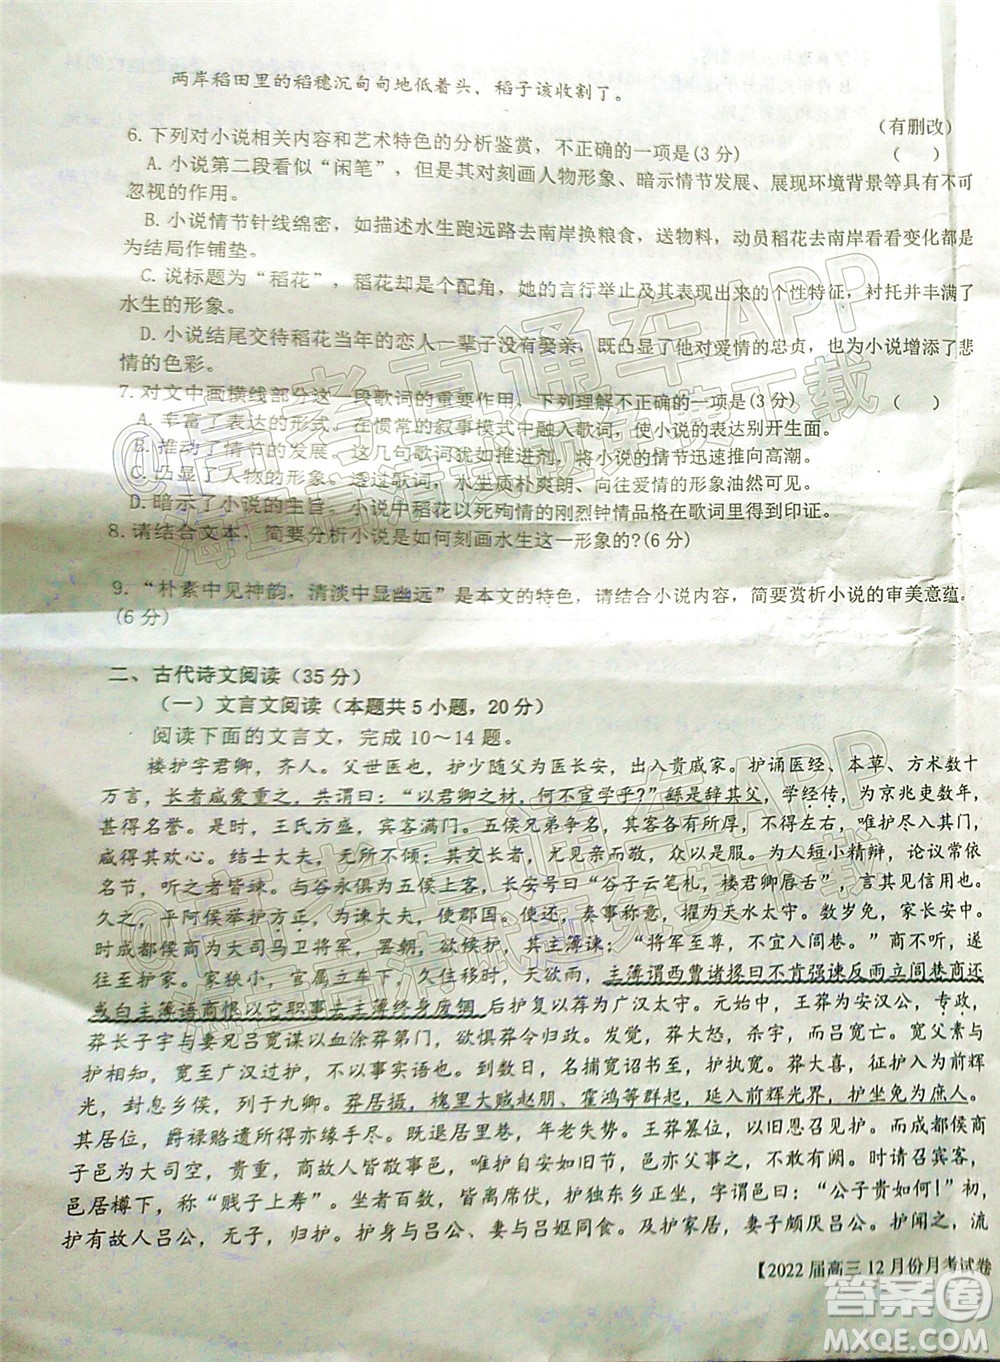 两岸稻田里的稻穗沉甸甸地低着头，稻子该收割了。
（有删改）
6. 下列对小说相关内容和艺术特色的分析鉴赏，不正确的一项是(3分) （ ）
A. 小说第二段看似“闲笔”，但是其对刻画人物形象、暗示情节发展、展现环境背景等具有不可
忽视的作用。
B. 小说情节针线绵密，如描述水生跑远路去南岸换粮食，送物料，动员稻花去南岸看看变化都是
为结局作铺垫。
C. 说标题为“稻花”，稻花却是个配角，她的言行举止及其表现出来的个性特征，衬托并丰满了
水生的形象。
D. 小说结尾交待稻花当年的恋人一辈子没有娶亲，既凸显了他对爱情的忠贞，也为小说增添了悲
情的色彩。
7. 对文中画横线部分这一段歌词的重要作用，下列理解不正确的一项是(3分) （ ）
A. 丰富了表达的形式。在惯常的叙事模式中融入歌词，使小说的表达别开生面。
B. 推动了情节的发展。这几句歌词犹如推进剂，将小说的情节迅速推向高潮。
C. 凸显了人物的形象。透过歌词，水生质朴爽朗、向往爱情的形象油然可见。
D. 暗示了小说的主旨。小说中稻花以死殉情的刚烈钟情品格在歌词里得到印证。
8. 请结合文本，简要分析小说是如何刻画水生这一形象的?(6分)
9. “朴素中见神韵，清淡中显幽远”是本文的特色，请结合小说内容，简要赏析小说的审美意蕴。
(6分)
二、古代诗文阅读(35分)
（一）文言文阅读（本题共5小题，20分）
阅读下面的文言文，完成10～14题。
楼护字君卿，齐人。父世医也，护少随父为医长安，出入贵戚家。护诵医经、本草、方术数十
万言，长者咸爱重之，共谓曰：“以君卿之材，何不宦学乎?”繇是辞其父，学经传，为京兆吏数年，
甚得名誉。是时，王氏方盛，宾客满门。五侯兄弟争名，其客各有所厚，不得左右，唯护尽入其门，
咸得其欢心。结士大夫，无所不倾；其交长者，尤见亲而敬，众以是服。为人短小精辩，论议常依
名节，听之者皆竦。与谷永俱为五侯上客，长安号曰“谷子云笔札，楼君卿唇舌”，言其见信用也。
久之，平阿侯举护方正，为谏大夫，使郡国。使还，奏事称意，擢为天水太守。数岁免，家长安中。
时成都侯商为大司马卫将军，罢朝，欲候护，其主簿谏：“将军至尊，不宜入闾巷。”商不听，遂往
至护家。家狭小，官属立车下，久住移时，天欲雨，主簿谓西曹诸掾曰不肯强谏反雨立闾巷商还
或白主簿语商恨以它职事去主簿终身废锢 后护复以荐为广汉太守。元始中，王莽为安汉公，专政，
莽长子宇与妻兄吕宽谋以血涂莽第门，欲惧莽令归政。发觉，莽大怒，杀宇，而吕宽亡。宽父素与
护相知，宽至广汉过护，不以事实语也。到数日，名捕宽诏书至，护执宽。莽大喜，征护入为前辉
光，封息乡侯，列于九卿。莽居摄，槐里大贼赵朋、霍鸿等群起，延入前辉光界，护坐免为庶人。
其居位，爵禄赂遗所得亦缘手尽。既退居里巷，年老失势宾客益衰。王莽篡位，以旧恩召见护。而成都侯商
子邑为大司空，贵重，商故人皆敬事邑，唯护自安如旧节，邑亦父事之，不敢有阙。时请召宾客，
邑居樽下，称“贱子上寿”。坐者百数，皆离席伏，护独东乡正坐，字谓邑曰：“公子贵如何!”初，
护有故人吕公，无子，归护。护身与吕公、妻与吕妪同食。及护家居，妻子颇厌吕公。护闻之，流
【2022届高三12月份月考试卷
答案圈
MXQE.COM